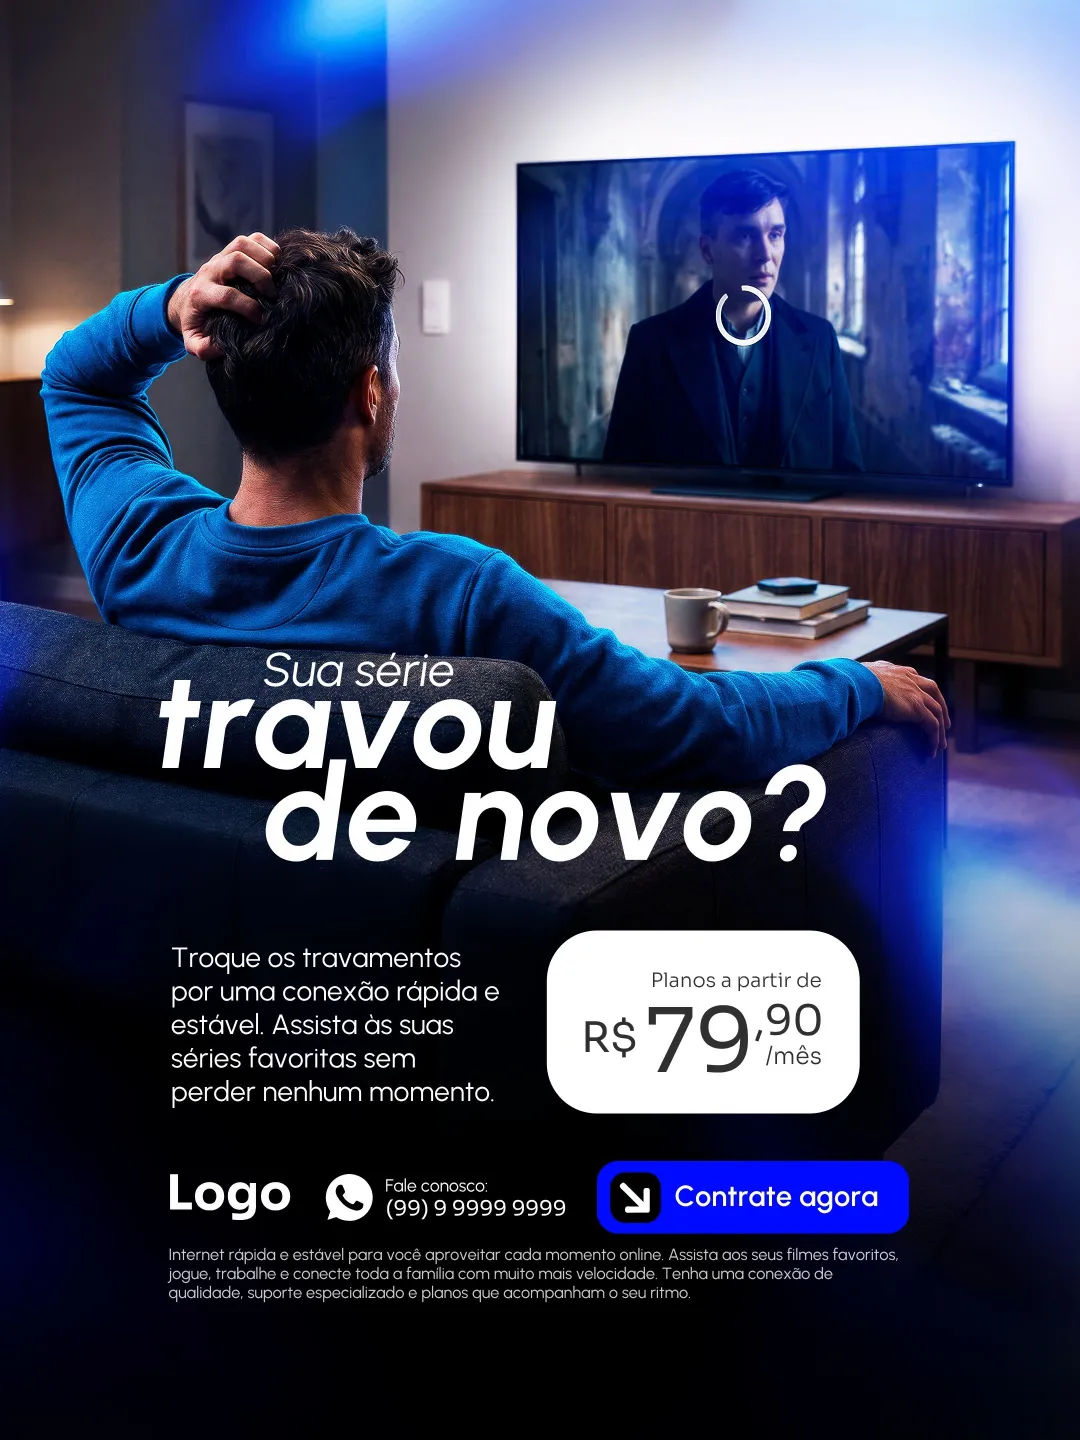 Sua série
travou
de novo?
Troque os travamentos
por uma conexão rápida e
estável. Assista às suas
séries favoritas sem
perder nenhum momento.
Planos a partir de
R$ 79,90
/mês
Logo
Fale conosco:
(99) 9 9999 9999
Contrate agora
Internet rápida e estável para você aproveitar cada momento online. Assista aos seus filmes favoritos,
jogue, trabalhe e conecte toda a família com muito mais velocidade. Tenha uma conexão de
qualidade, suporte especializado e planos que acompanham o seu ritmo.